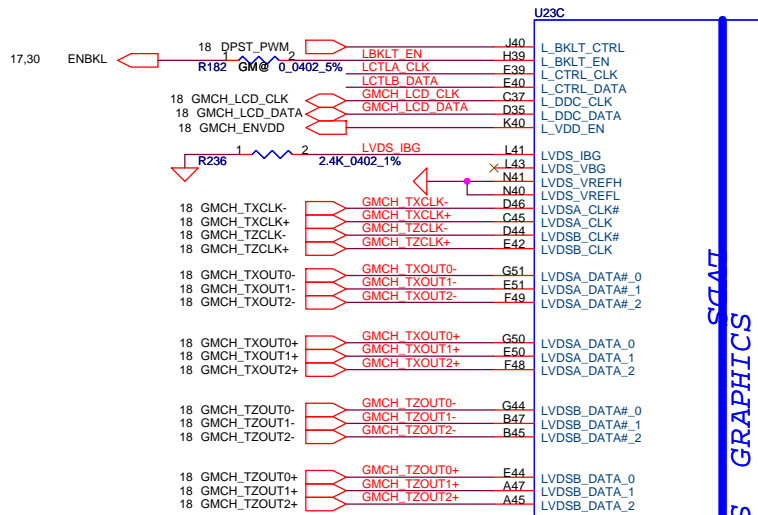 U23C
18 DPST_PWM J40 L_BKLT_CTRL
17,30 ENBKL 1 2 LBKLT_EN H39 L_BKLT_EN
R182 GM@ 0_0402_5% LCTLA_CLK E39 L_CTRL_CLK
LCTLB_DATA E40 L_CTRL_DATA
18 GMCH_LCD_CLK GMCH_LCD_CLK C37 L_DDC_CLK
18 GMCH_LCD_DATA GMCH_LCD_DATA D35 L_DDC_DATA
18 GMCH_ENVDD K40 L_VDD_EN
1 2 LVDS_IBG L41 LVDS_IBG
R236 2.4K_0402_1% L43 LVDS_VBG
N41 LVDS_VREFH
N40 LVDS_VREFL
18 GMCH_TXCLK- GMCH_TXCLK- D46 LVDSA_CLK#
18 GMCH_TXCLK+ GMCH_TXCLK+ C45 LVDSA_CLK
18 GMCH_TZCLK- GMCH_TZCLK- D44 LVDSB_CLK#
18 GMCH_TZCLK+ GMCH_TZCLK+ E42 LVDSB_CLK
18 GMCH_TXOUT0- GMCH_TXOUT0- G51 LVDSA_DATA#_0
18 GMCH_TXOUT1- GMCH_TXOUT1- E51 LVDSA_DATA#_1
18 GMCH_TXOUT2- GMCH_TXOUT2- F49 LVDSA_DATA#_2
18 GMCH_TXOUT0+ GMCH_TXOUT0+ G50 LVDSA_DATA_0
18 GMCH_TXOUT1+ GMCH_TXOUT1+ E50 LVDSA_DATA_1
18 GMCH_TXOUT2+ GMCH_TXOUT2+ F48 LVDSA_DATA_2
18 GMCH_TZOUT0- GMCH_TZOUT0- G44 LVDSB_DATA#_0
18 GMCH_TZOUT1- GMCH_TZOUT1- B47 LVDSB_DATA#_1
18 GMCH_TZOUT2- GMCH_TZOUT2- B45 LVDSB_DATA#_2
18 GMCH_TZOUT0+ GMCH_TZOUT0+ E44 LVDSB_DATA_0
18 GMCH_TZOUT1+ GMCH_TZOUT1+ A47 LVDSB_DATA_1
18 GMCH_TZOUT2+ GMCH_TZOUT2+ A45 LVDSB_DATA_2
LVDS
GRAPHICS